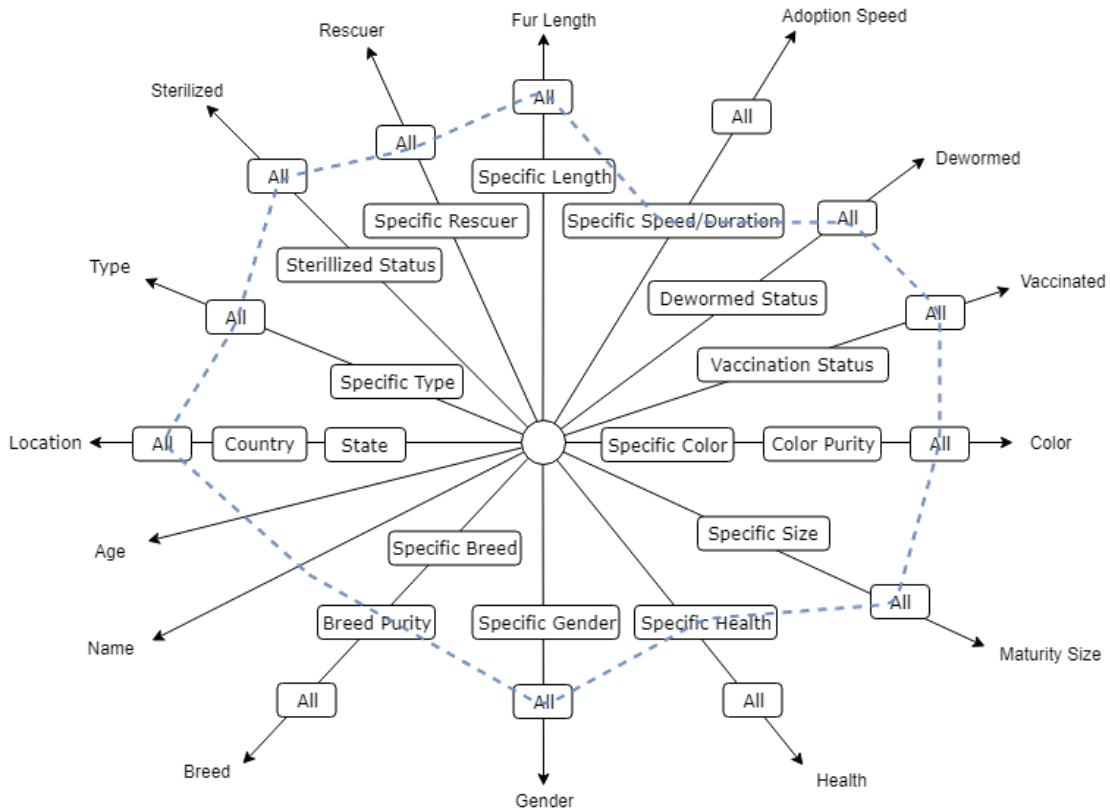 Adoption Speed
Fur Length
Rescuer
Sterilized
All
All
All
All
Dewormed
Specific Length
Specific Rescuer
Specific Speed/Duration
All
Sterillized Status
Type
Vaccinated
Dewormed Status
All
All
Vaccination Status
Specific Type
Location
All
Country
State
Specific Color
Color Purity
All
Color
Specific Size
Age
Specific Breed
All
Breed Purity
Specific Gender
Specific Health
Name
Maturity Size
All
All
All
Breed
Gender
Health